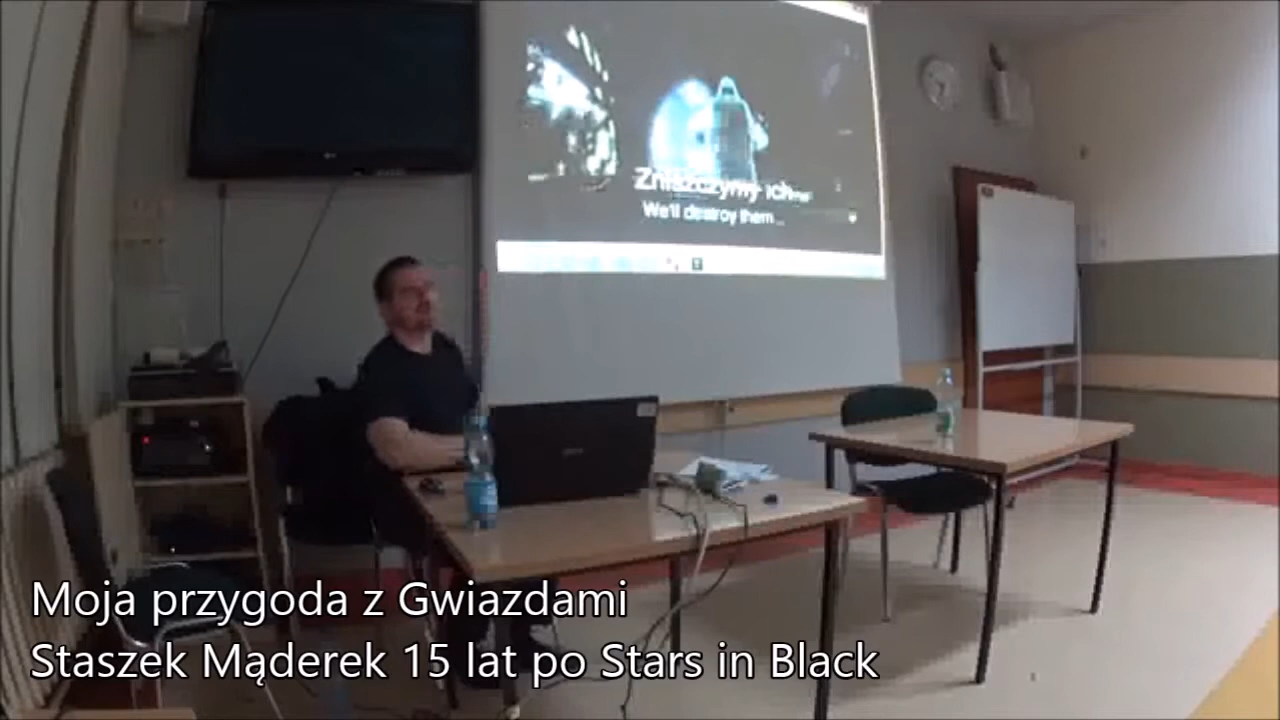 Zniszczymy ich...
We'll destroy them ...
Moja przygoda z Gwiazdami
Staszek Mąderek 15 lat po Stars in Black